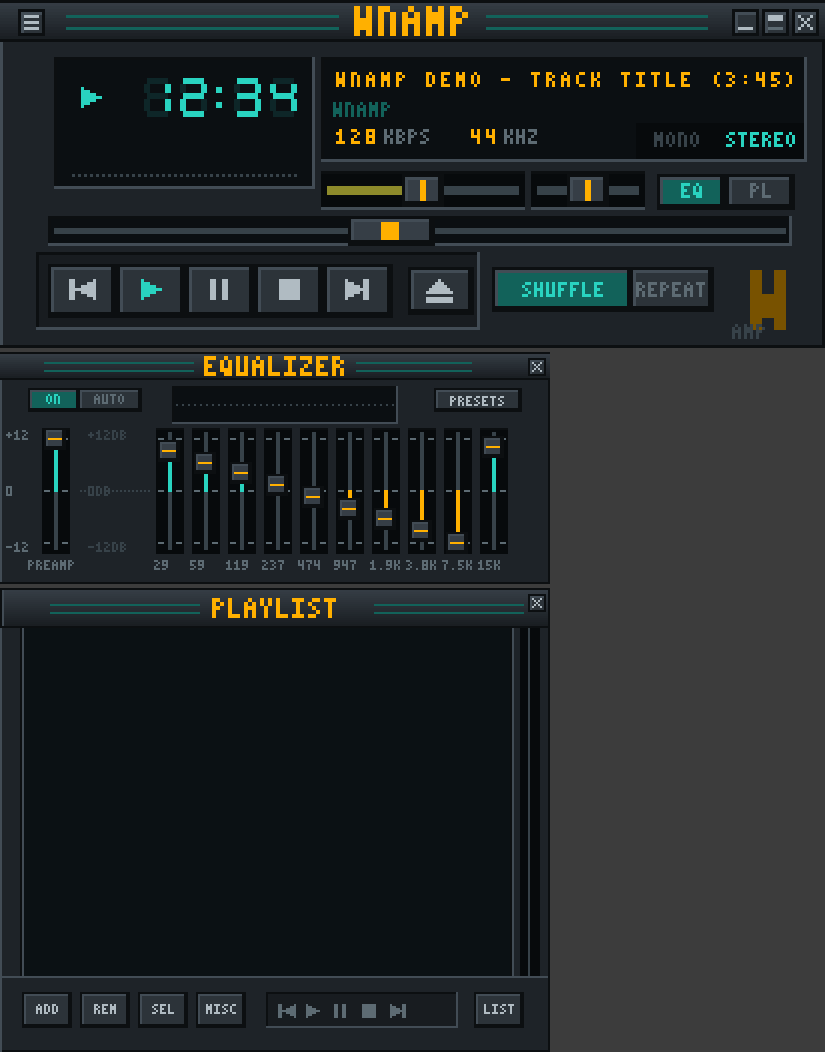 WNAMP
12:34
WNAMP DEMO - TRACK TITLE (3:45)
WNAMP
128 KBPS 44 KHZ MONO STEREO
EQ PL
SHUFFLE REPEAT
AMP
EQUALIZER
ON AUTO PRESETS
+12 +12DB
0 -0DB
-12 -12DB
PREAMP 29 59 119 237 474 947 1.9K 3.8K 7.5K 15K
PLAYLIST
ADD REM SEL MISC LIST